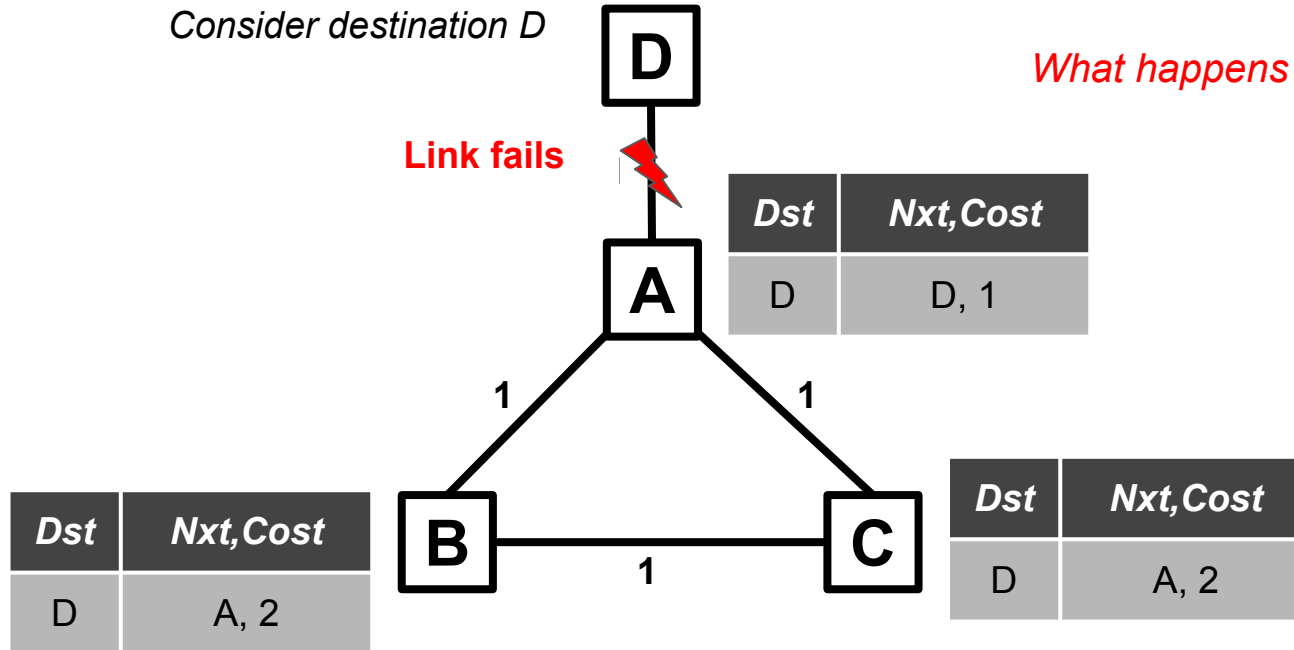 Consider destination D
D
What happens
Link fails
Dst Nxt,Cost
D D, 1
A
1 1
Dst Nxt,Cost
D A, 2
B
1
C
Dst Nxt,Cost
D A, 2